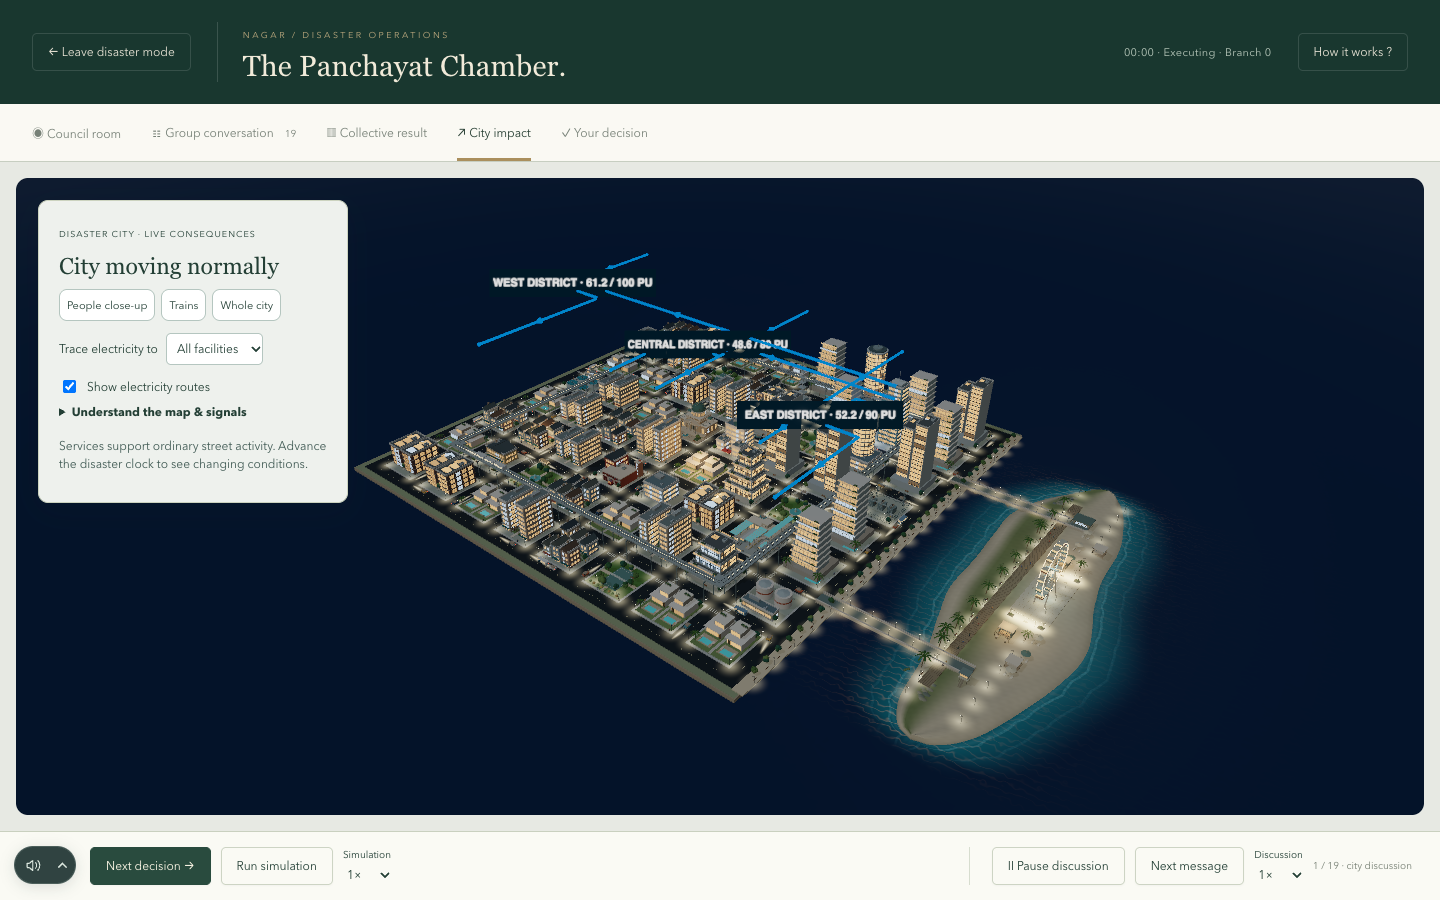 ← Leave disaster mode
NAGAR / DISASTER OPERATIONS
The Panchayat Chamber.
00:00 · Executing · Branch 0
How it works ?
Council room
Group conversation 19
Collective result
↗ City impact
✓ Your decision
DISASTER CITY · LIVE CONSEQUENCES
City moving normally
People close-up
Trains
Whole city
Trace electricity to All facilities
Show electricity routes
Understand the map & signals
Services support ordinary street activity. Advance
the disaster clock to see changing conditions.
WEST DISTRICT · 61.2 / 100 PU
CENTRAL DISTRICT · 48.6 / PU
EAST DISTRICT · 52.2 / 90 PU
Next decision →
Run simulation
Simulation
1×
II Pause discussion
Next message
Discussion
1×
1 / 19 · city discussion